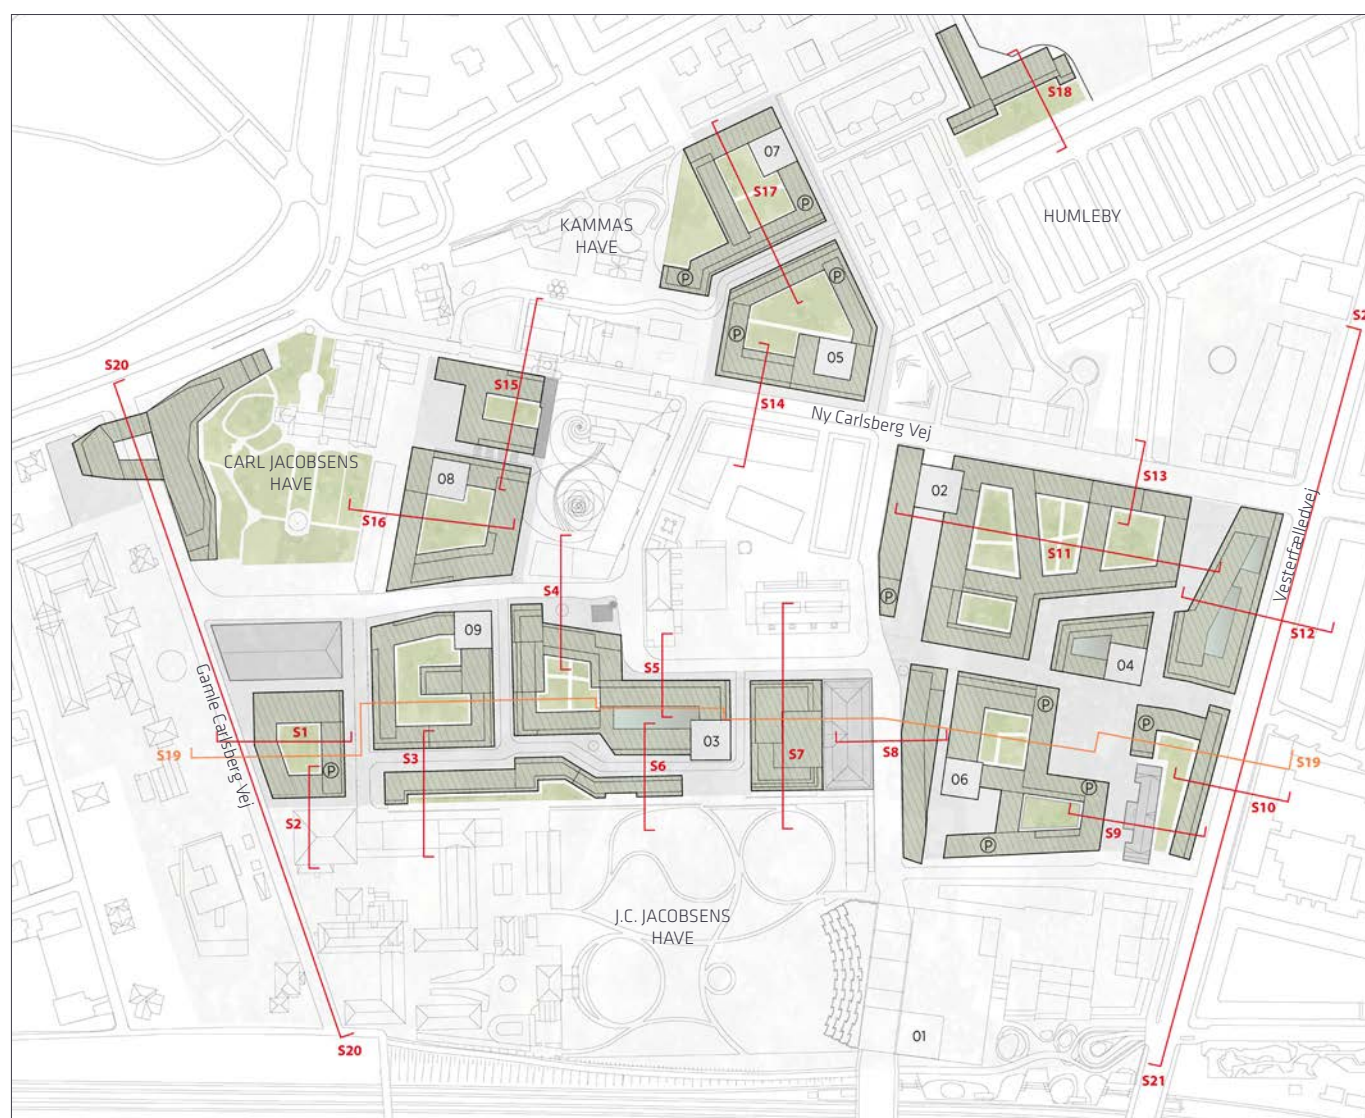 S18
07
S17
P
HUMLEBY
KAMMAS
HAVE
P
P
S2
P
05
S20
S15
S14
Ny Carlsberg Vej
CARL JACOBSENS
HAVE
08
02
S13
S16
S11
Vesterfælledvej
S4
P
S12
09
S5
04
Gamle Carlsberg Vej
P
P
S1
03
S19
S3
S6
S7
S8
S19
P
06
P
S10
S2
S9
P
J.C. JACOBSENS
HAVE
01
S20
S21